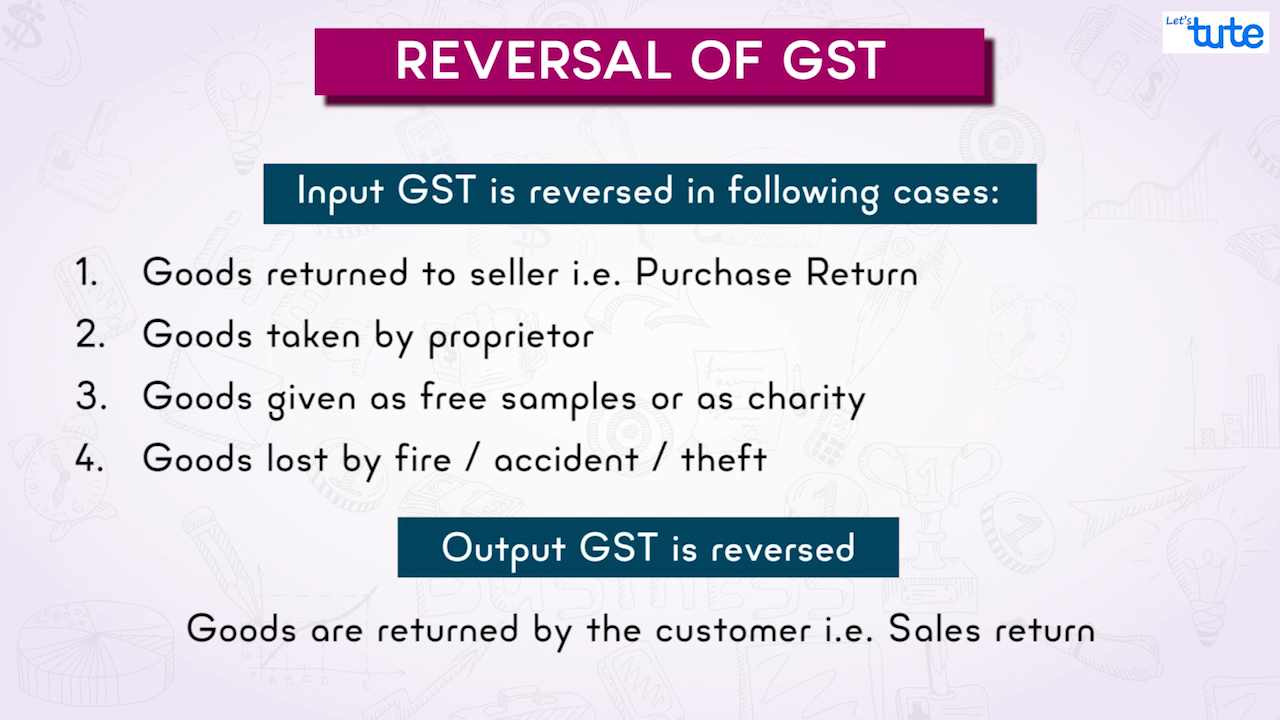 Let's
tute
REVERSAL OF GST
Input GST is reversed in following cases:
1. Goods returned to seller i.e. Purchase Return
2. Goods taken by proprietor
3. Goods given as free samples or as charity
4. Goods lost by fire / accident / theft
Output GST is reversed
Goods are returned by the customer i.e. Sales return
BUSINESS
A B C D E